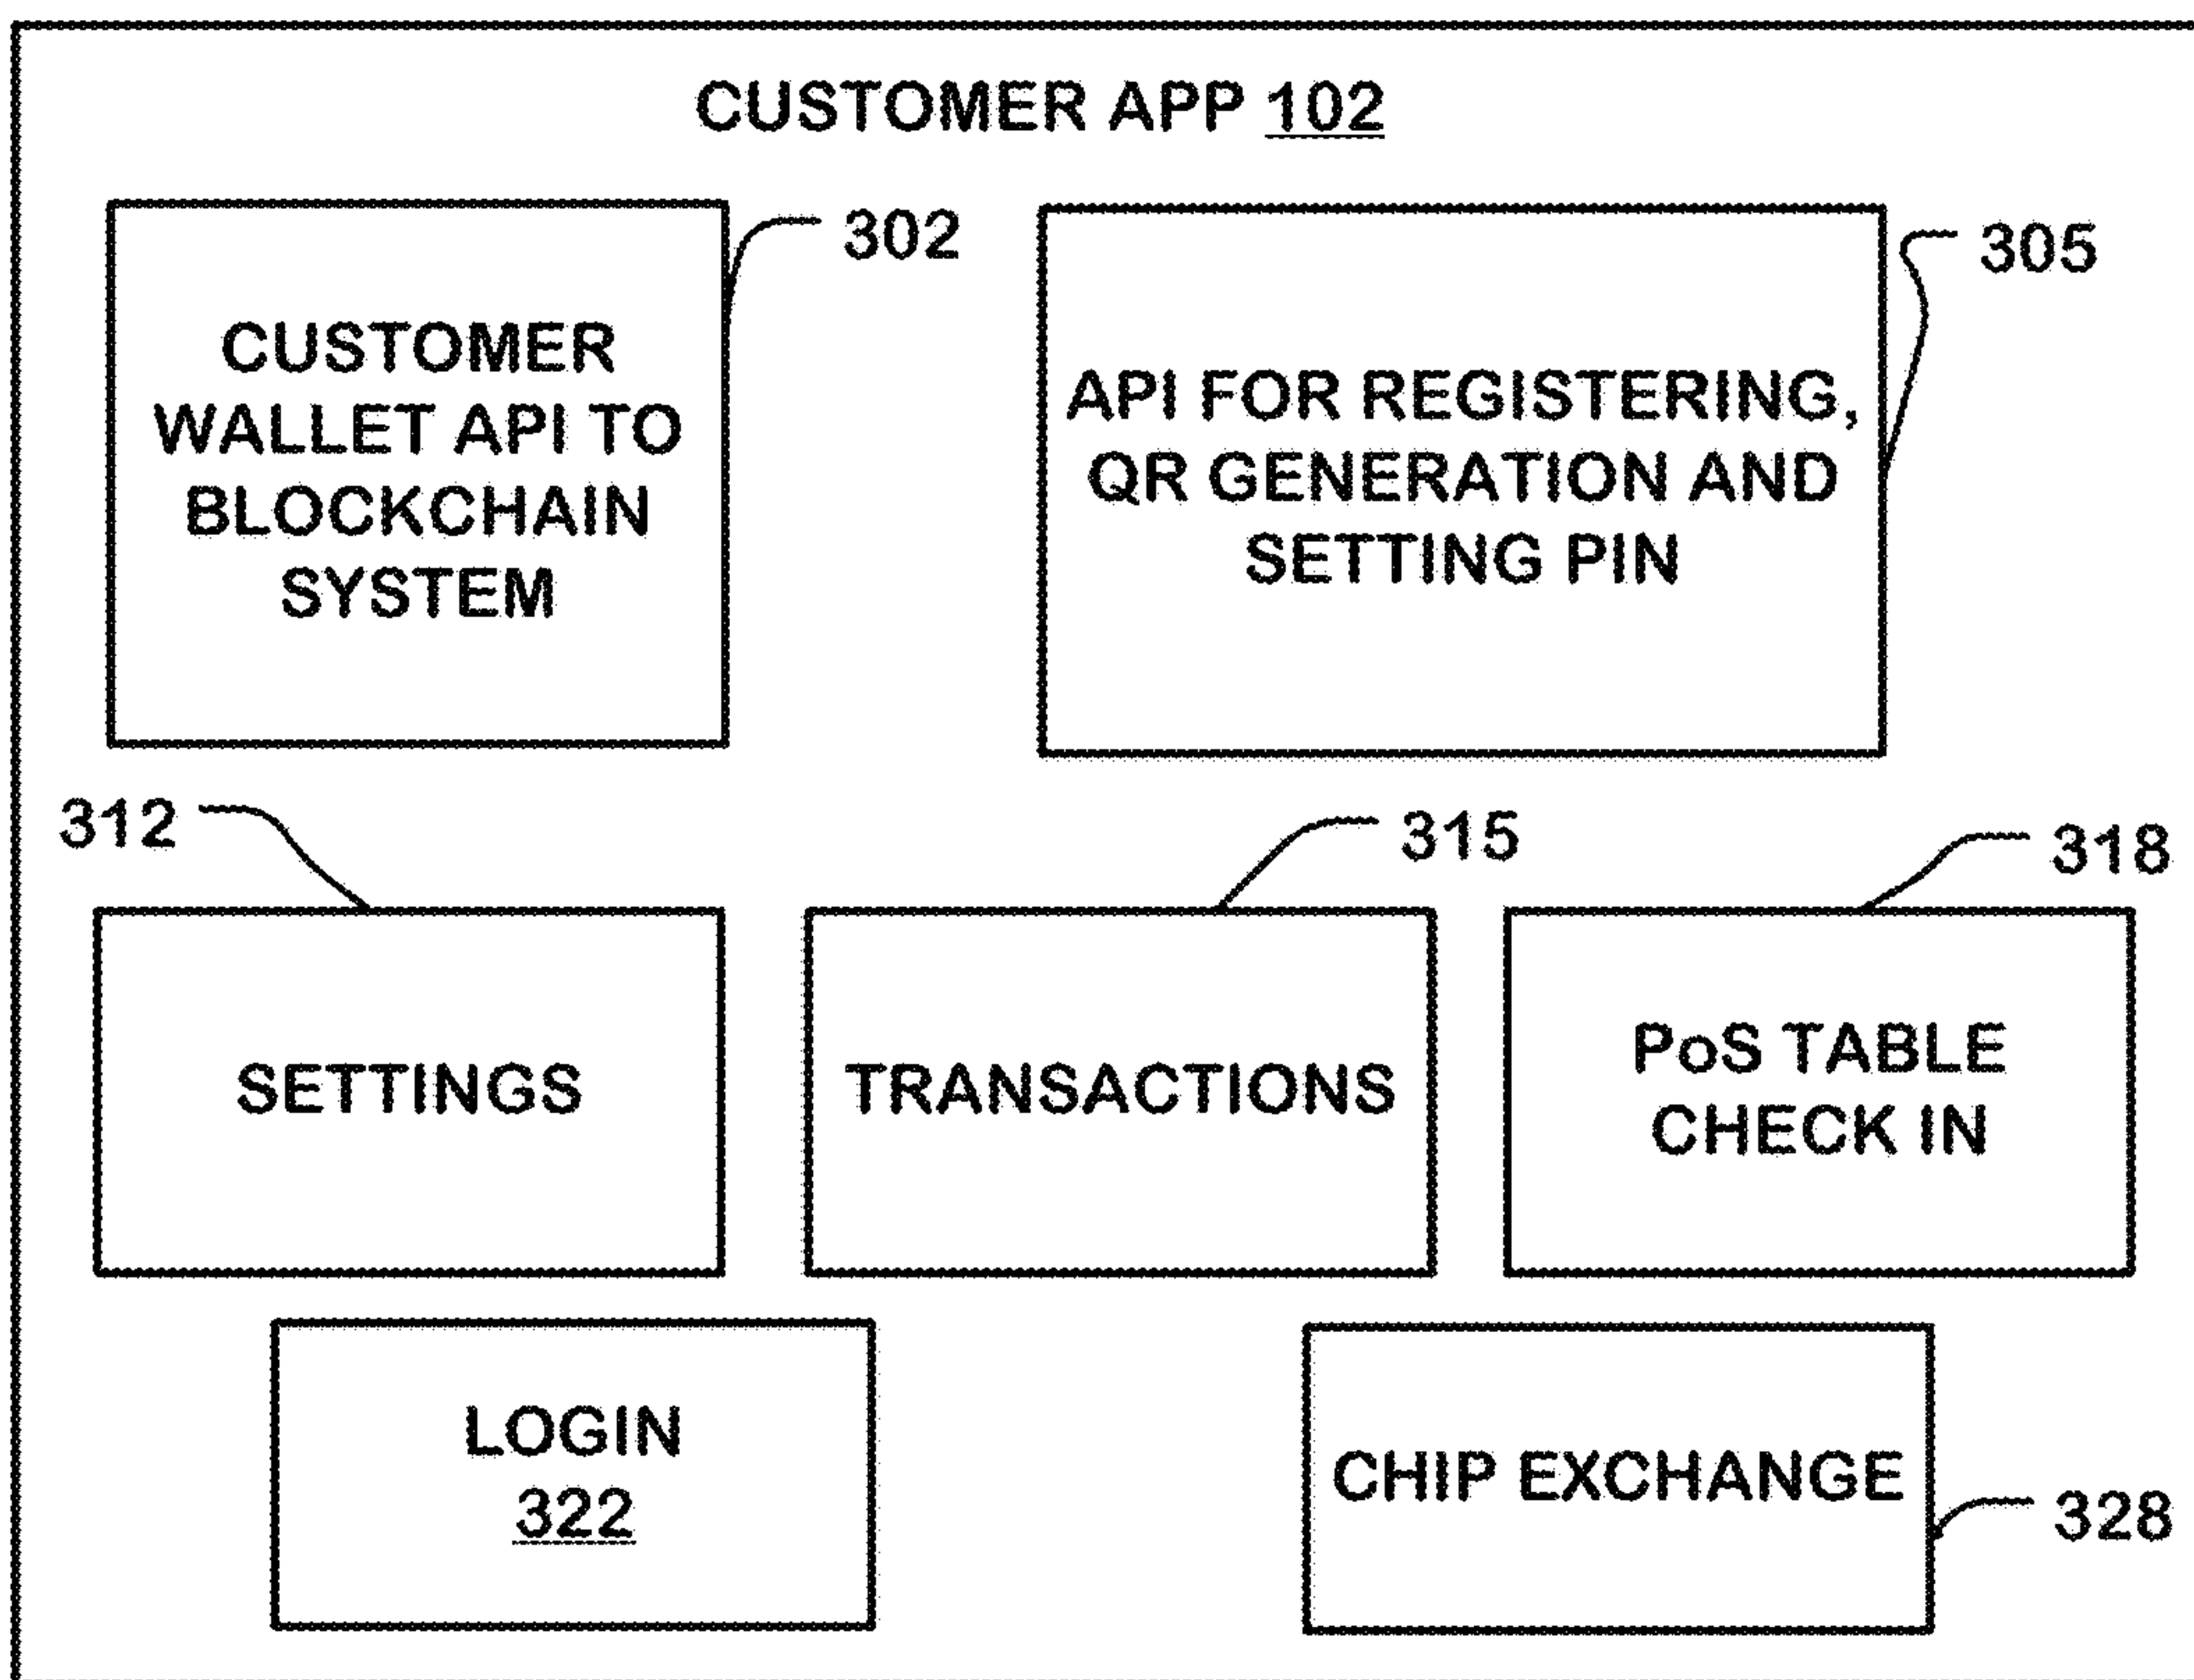 CUSTOMER APP 102
302
305
CUSTOMER
WALLET API TO
BLOCKCHAIN
SYSTEM
API FOR REGISTERING,
QR GENERATION AND
SETTING PIN
312
315
318
SETTINGS
TRANSACTIONS
PoS TABLE
CHECK IN
LOGIN
322
CHIP EXCHANGE
328